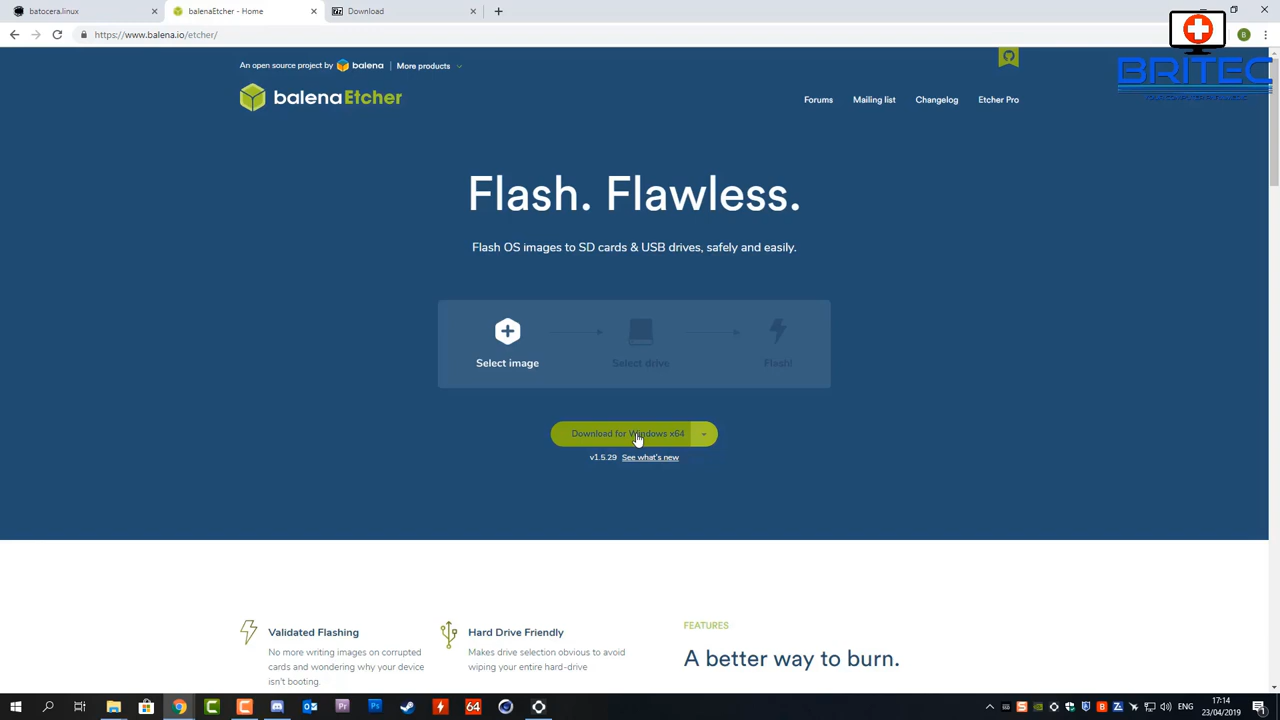 batocera.linux
balenaEtcher - Home
Download
https://www.balena.io/etcher/
B
BRITEC
An open source project by balena | More products
balenaEtcher
Forums
Mailing list
Changelog
Etcher Pro
Flash. Flawless.
Flash OS images to SD cards & USB drives, safely and easily.
Select image
Select drive
Flash!
Download for Windows x64
v1.5.29 See what's new
Validated Flashing
No more writing images on corrupted
cards and wondering why your device
isn't booting.
Hard Drive Friendly
Makes drive selection obvious to avoid
wiping your entire hard-drive
FEATURES
A better way to burn.
Pr
Ps
64
ENG
17:14
23/04/2019